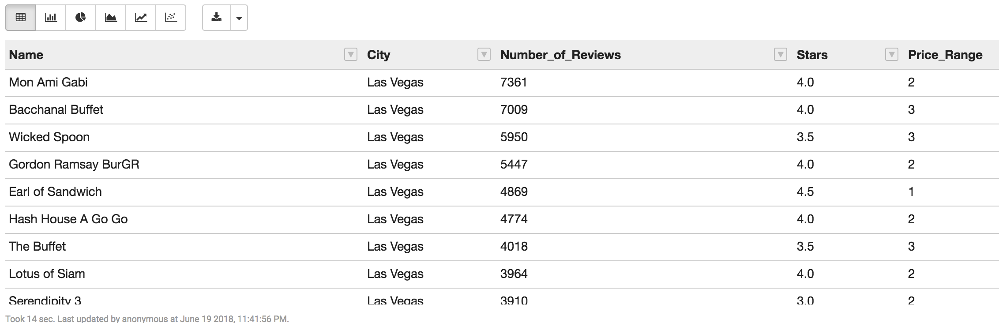 Name City Number_of_Reviews Stars Price_Range
Mon Ami Gabi Las Vegas 7361 4.0 2
Bacchanal Buffet Las Vegas 7009 4.0 3
Wicked Spoon Las Vegas 5950 3.5 3
Gordon Ramsay BurGR Las Vegas 5447 4.0 2
Earl of Sandwich Las Vegas 4869 4.5 1
Hash House A Go Go Las Vegas 4774 4.0 2
The Buffet Las Vegas 4018 3.5 3
Lotus of Siam Las Vegas 3964 4.0 2
Serendipity 3 Las Vegas 3910 3.0 2
Took 14 sec. Last updated by anonymous at June 19 2018, 11:41:56 PM.